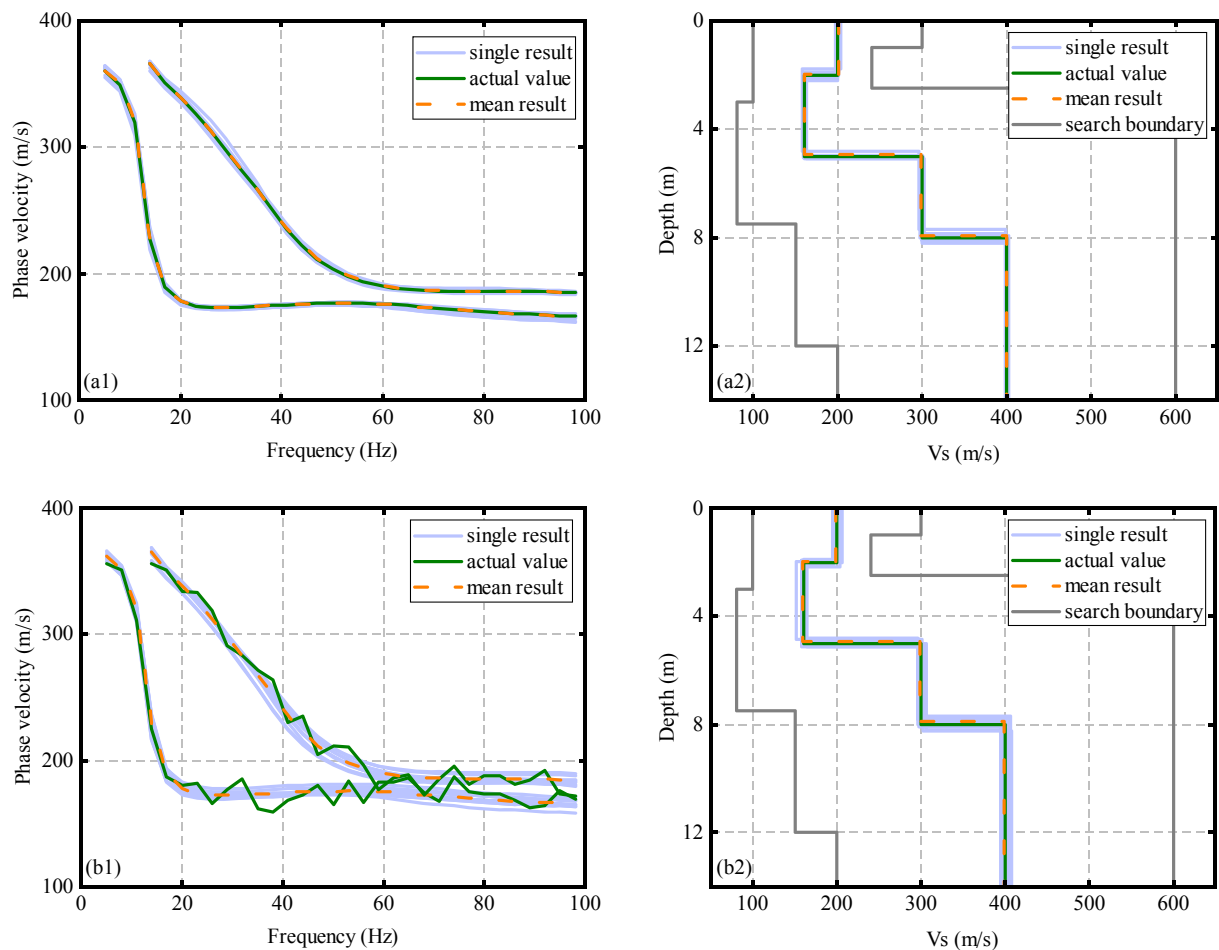 400
300
200
100
Phase velocity (m/s)
single result
actual value
mean result
(a1)
0 20 40 60 80 100
Frequency (Hz)
0
4
8
12
Depth (m)
single result
actual value
mean result
search boundary
(a2)
100 200 300 400 500 600
Vs (m/s)
400
300
200
100
Phase velocity (m/s)
single result
actual value
mean result
(b1)
0 20 40 60 80 100
Frequency (Hz)
0
4
8
12
Depth (m)
single result
actual value
mean result
search boundary
(b2)
100 200 300 400 500 600
Vs (m/s)